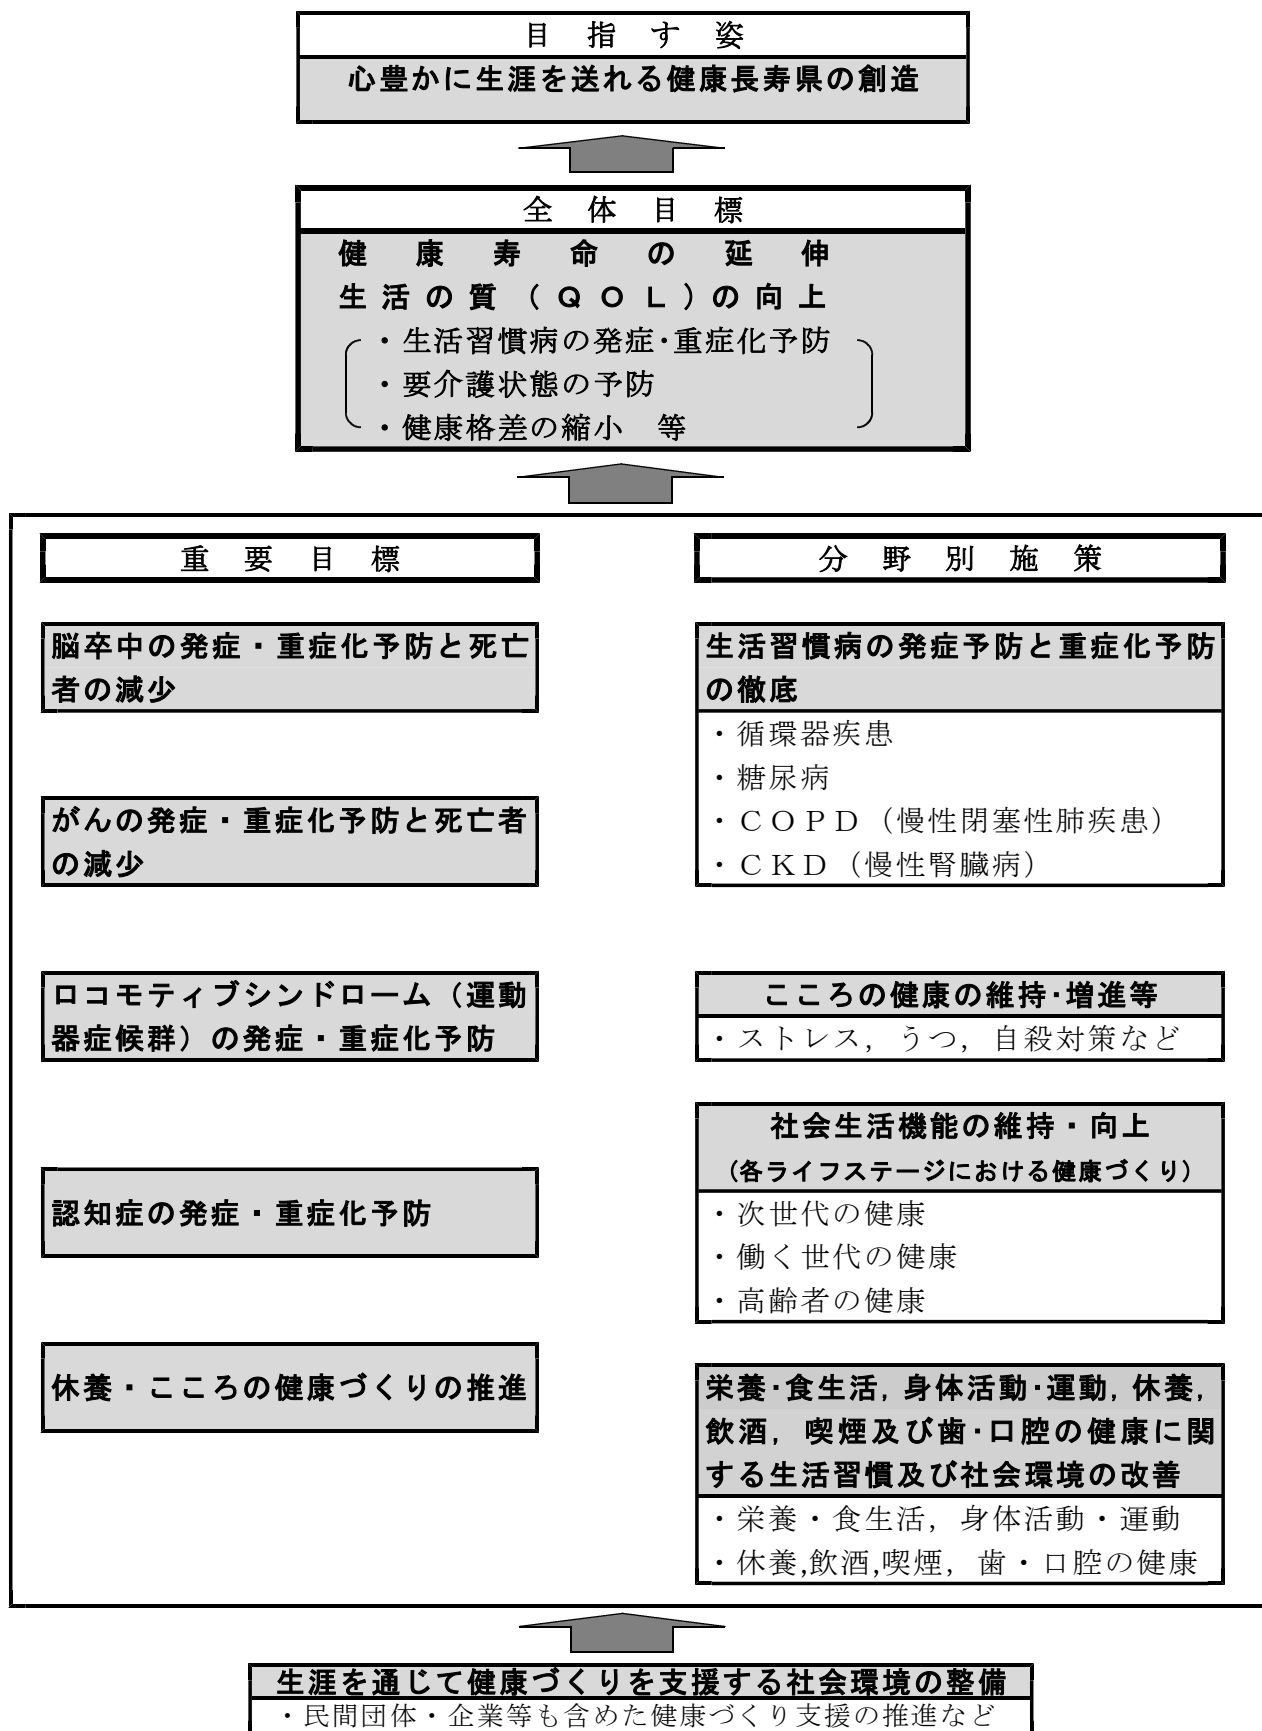 目 指 す 姿
心豊かに生涯を送れる健康長寿県の創造
全 体 目 標
健 康 寿 命 の 延 伸
生活の質(QOL)の向上
・生活習慣病の発症・重症化予防
・要介護状態の予防
・健康格差の縮小 等
重 要 目 標
脳卒中の発症・重症化予防と死亡
者の減少
がんの発症・重症化予防と死亡者
の減少
ロコモティブシンドローム(運動
器症候群)の発症・重症化予防
認知症の発症・重症化予防
休養・こころの健康づくりの推進
分 野 別 施 策
生活習慣病の発症予防と重症化予防
の徹底
・循環器疾患
・糖尿病
・COPD(慢性閉塞性肺疾患)
・CKD(慢性腎臓病)
こころの健康の維持・増進等
・ストレス,うつ,自殺対策など
社会生活機能の維持・向上
(各ライフステージにおける健康づくり)
・次世代の健康
・働く世代の健康
・高齢者の健康
栄養・食生活,身体活動・運動,休養,
飲酒,喫煙及び歯・口腔の健康に関
する生活習慣及び社会環境の改善
・栄養・食生活,身体活動・運動
・休養,飲酒,喫煙,歯・口腔の健康
生涯を通じて健康づくりを支援する社会環境の整備
・民間団体・企業等も含めた健康づくり支援の推進など